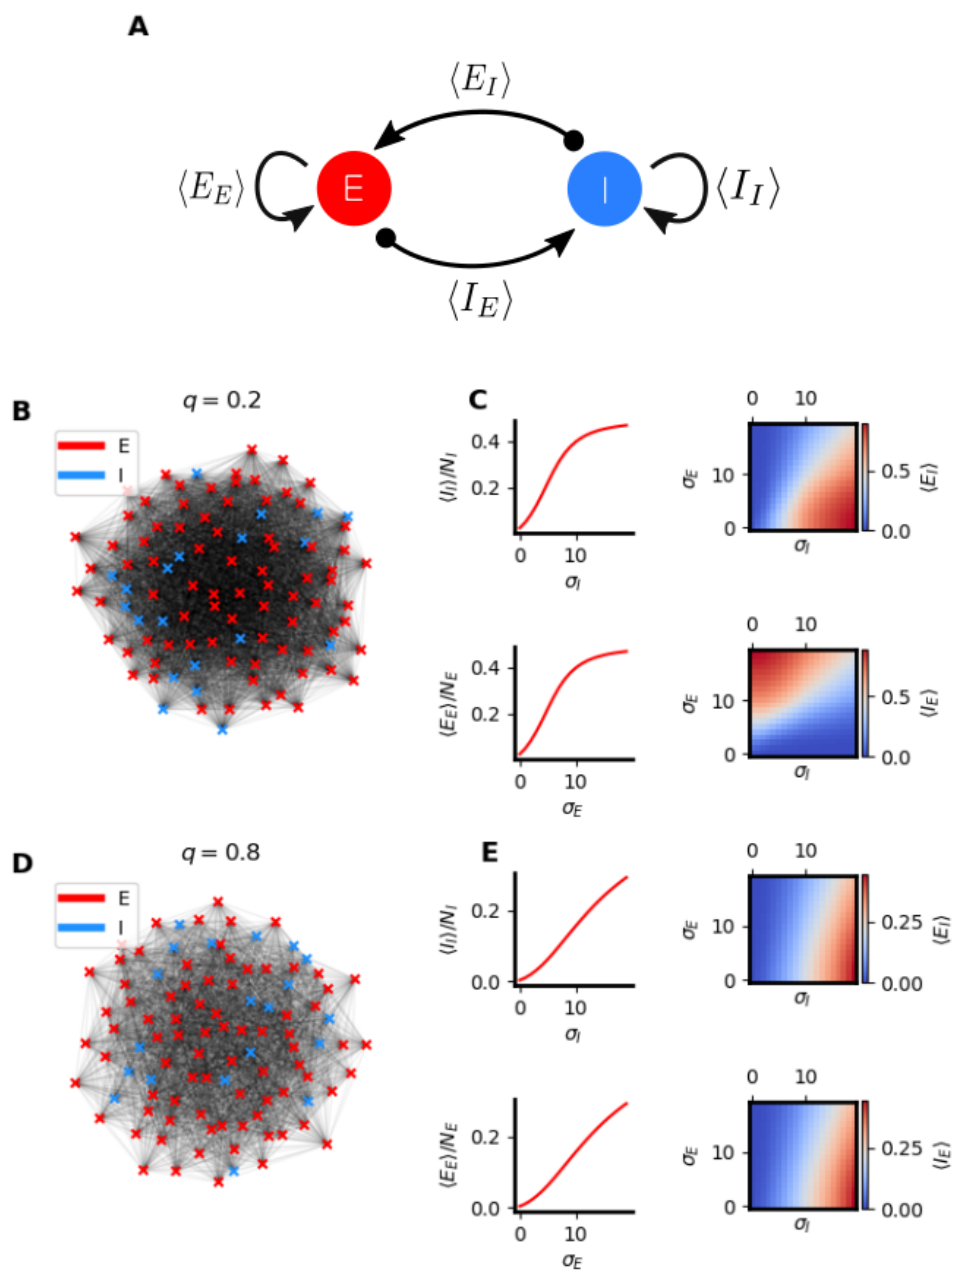 A
⟨E_I⟩
⟨E_E⟩
E
I
⟨I_I⟩
⟨I_E⟩
B
q = 0.2
E
I
C
0.4
0.2
⟨I_I⟩/N_I
0 10
σ_I
0 10
10
0
σ_E
σ_I
0.5
0.0
⟨E_I⟩
0.4
0.2
⟨E_E⟩/N_E
0 10
σ_E
0 10
10
0
σ_E
σ_I
0.5
0.0
⟨I_E⟩
D
q = 0.8
E
I
E
0.2
0.0
⟨I_I⟩/N_I
0 10
σ_I
0 10
10
0
σ_E
σ_I
0.25
0.00
⟨E_I⟩
0.2
0.0
⟨E_E⟩/N_E
0 10
σ_E
0 10
10
0
σ_E
σ_I
0.25
0.00
⟨I_E⟩